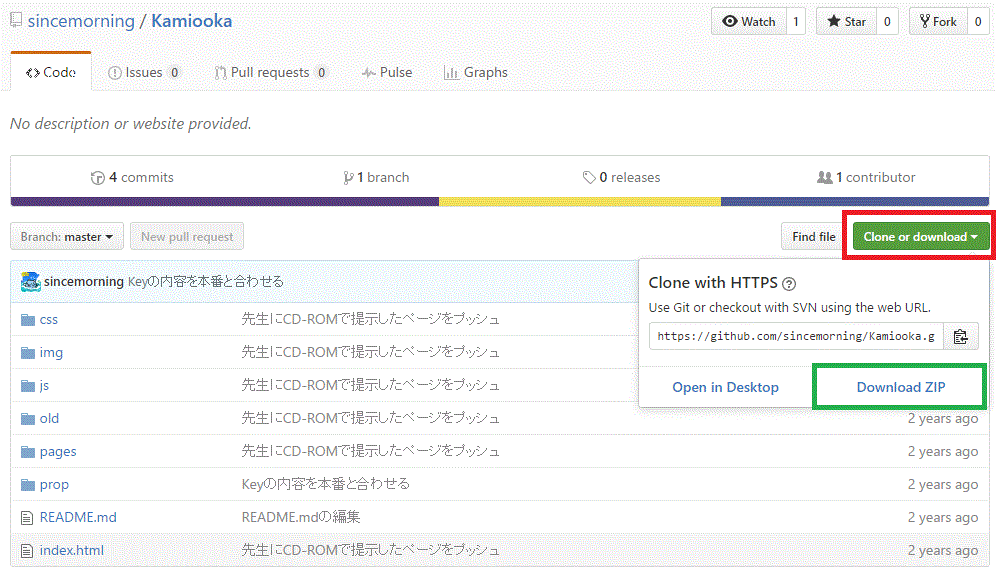 sincemorning / Kamiooka
Watch 1 Star 0 Fork 0
Code Issues 0 Pull requests 0 Pulse Graphs
No description or website provided.
4 commits 1 branch 0 releases 1 contributor
Branch: master New pull request Find file Clone or download
sincemorning Keyの内容を本番と合わせる
Clone with HTTPS ?
Use Git or checkout with SVN using the web URL.
https://github.com/sincemorning/Kamiooka.g
Open in Desktop Download ZIP
css 先生にCD-ROMで提示したページをプッシュ
img 先生にCD-ROMで提示したページをプッシュ
js 先生にCD-ROMで提示したページをプッシュ
old 先生にCD-ROMで提示したページをプッシュ 2 years ago
pages 先生にCD-ROMで提示したページをプッシュ 2 years ago
prop Keyの内容を本番と合わせる 2 years ago
README.md README.mdの編集 2 years ago
index.html 先生にCD-ROMで提示したページをプッシュ 2 years ago